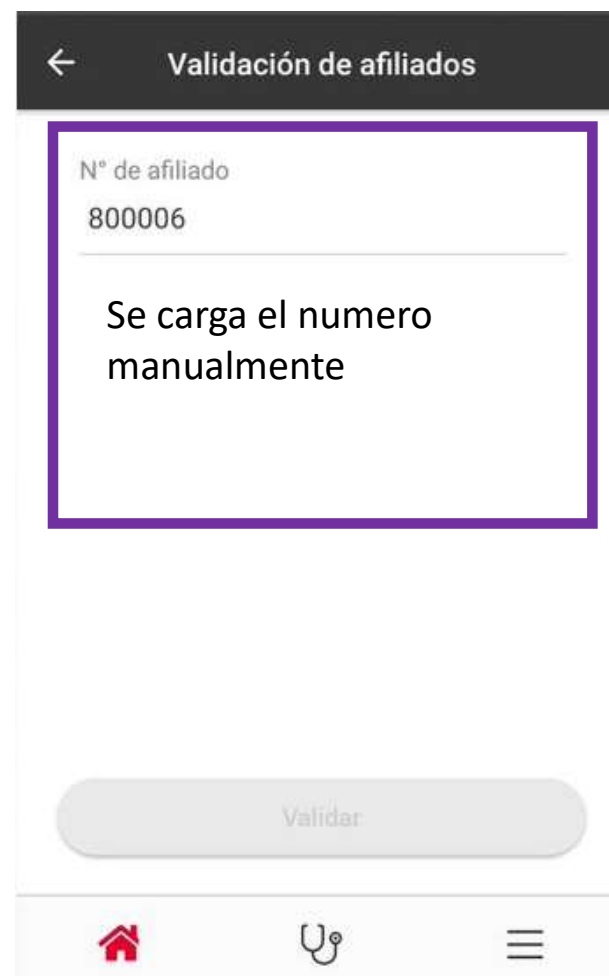 Validación de afiliados
N° de afiliado
800006
Se carga el numero
manualmente
Validar